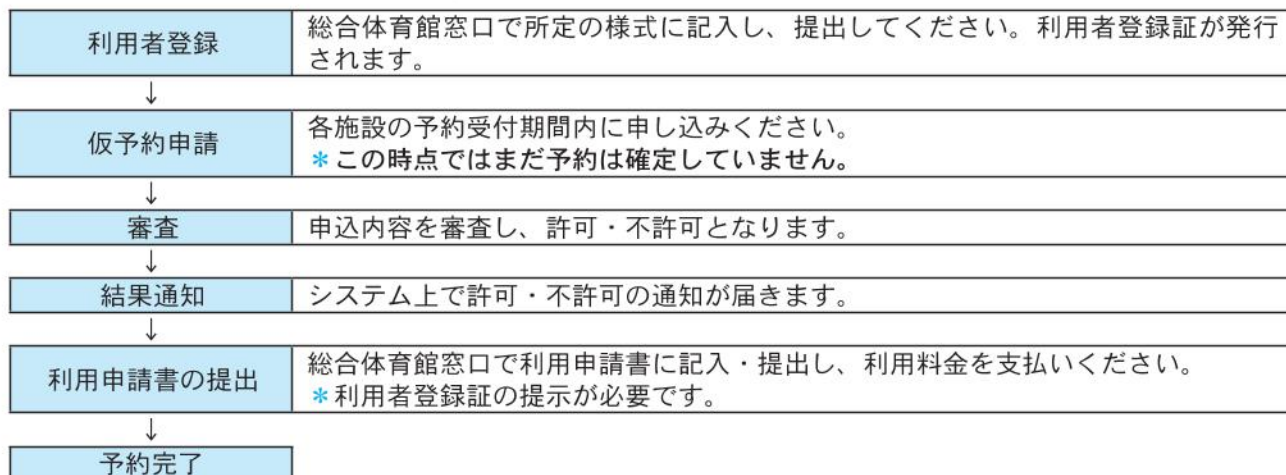 利用者登録
総合体育館窓口で所定の様式に記入し、提出してください。利用者登録証が発行
されます。
↓
仮予約申請
各施設の予約受付期間内に申し込みください。
＊この時点ではまだ予約は確定していません。
↓
審査
申込内容を審査し、許可・不許可となります。
↓
結果通知
システム上で許可・不許可の通知が届きます。
↓
利用申請書の提出
総合体育館窓口で利用申請書に記入・提出し、利用料金を支払いください。
＊利用者登録証の提示が必要です。
↓
予約完了